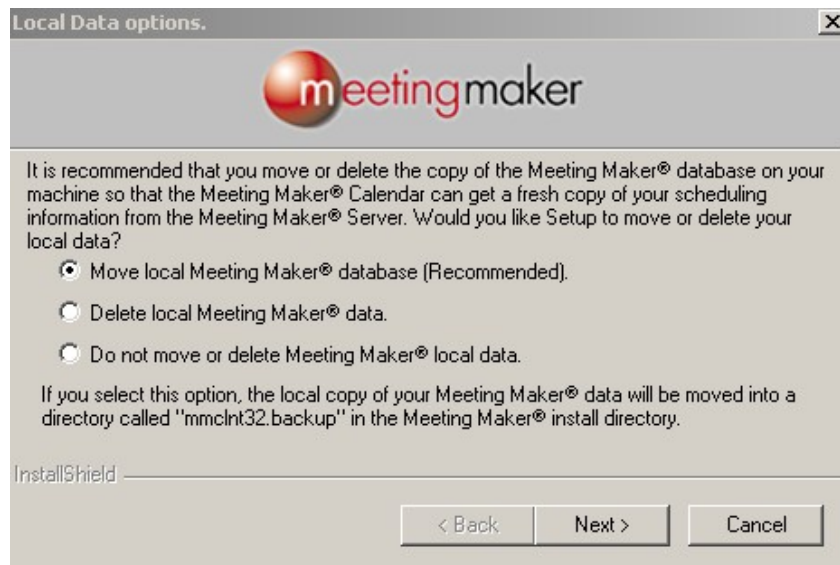 Local Data options.
meetingmaker
It is recommended that you move or delete the copy of the Meeting Maker® database on your
machine so that the Meeting Maker® Calendar can get a fresh copy of your scheduling
information from the Meeting Maker® Server. Would you like Setup to move or delete your
local data?
Move local Meeting Maker® database (Recommended).
Delete local Meeting Maker® data.
Do not move or delete Meeting Maker® local data.
If you select this option, the local copy of your Meeting Maker® data will be moved into a
directory called "mmclnt32.backup" in the Meeting Maker® install directory.
InstallShield
< Back Next > Cancel